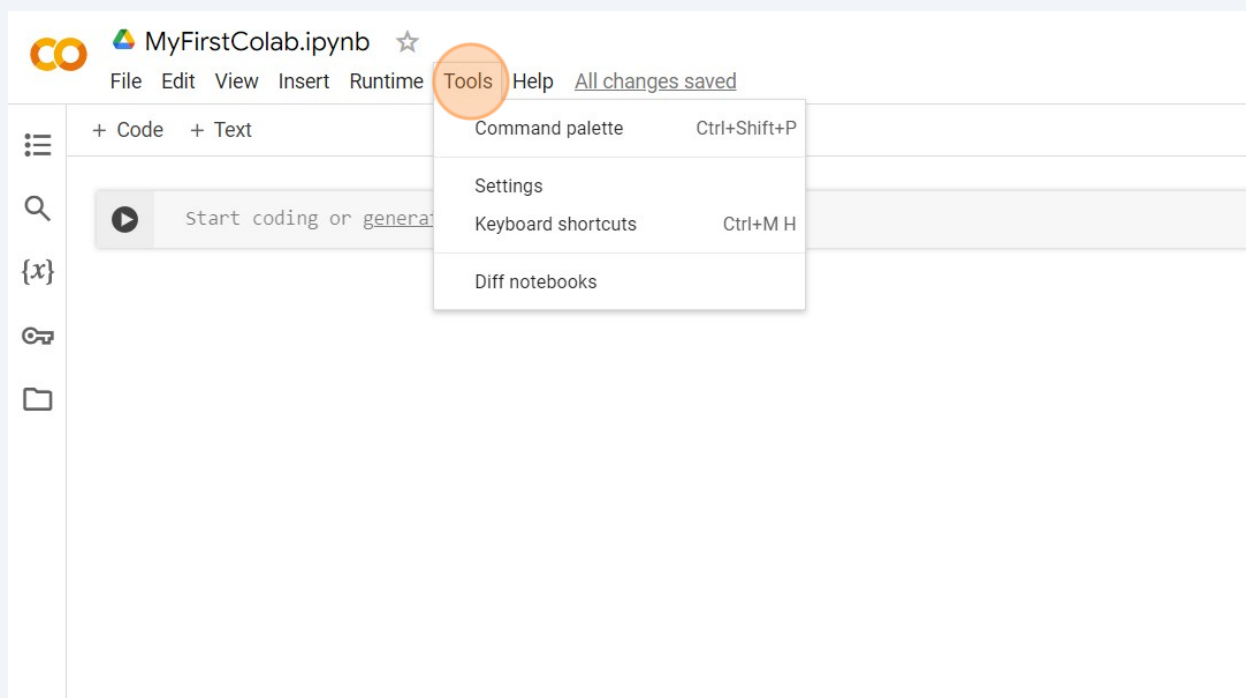 MyFirstColab.ipynb
File Edit View Insert Runtime Tools Help All changes saved
+ Code + Text
Command palette Ctrl+Shift+P
Settings
Start coding or
Keyboard shortcuts Ctrl+M H
{x}
Diff notebooks